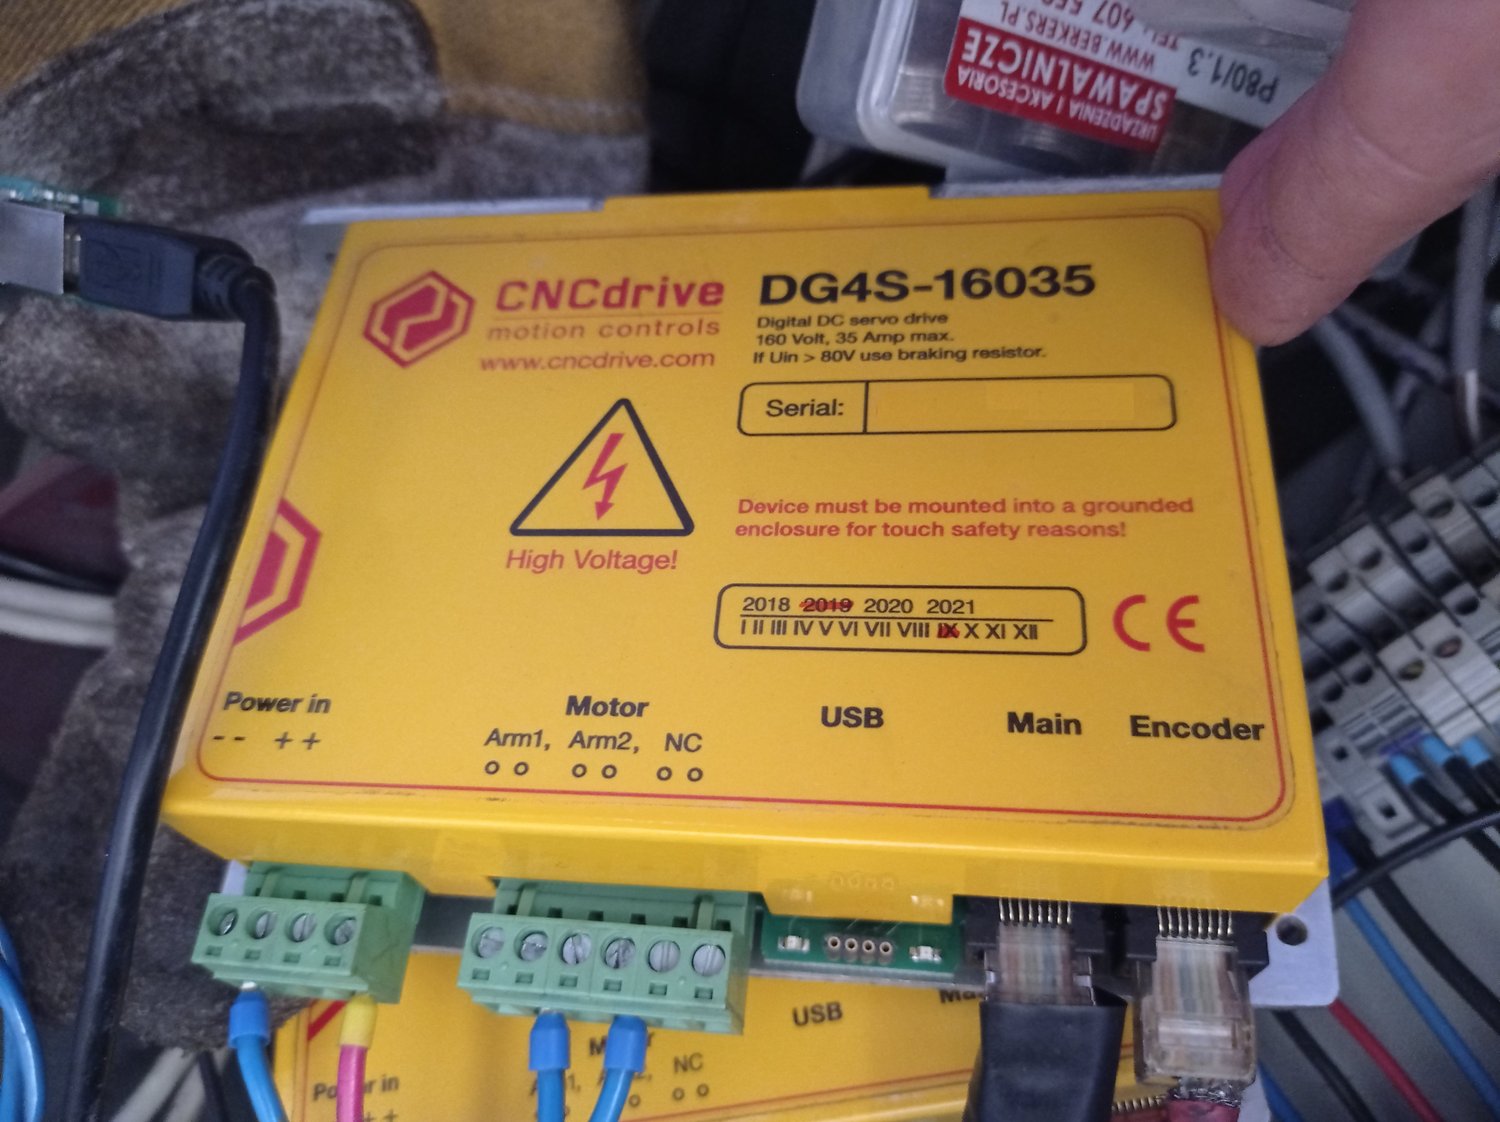 P80/1.3
TEL: 607 55
WWW.BERKERS.PL
URZĄDZENIA I AKCESORIA
SPAWALNICZE
CNCdrive
motion controls
www.cncdrive.com
DG4S-16035
Digital DC servo drive
160 Volt, 35 Amp max.
If Uin > 80V use braking resistor.
Serial:
High Voltage!
Device must be mounted into a grounded
enclosure for touch safety reasons!
2018 2019 2020 2021
I II III IV V VI VII VIII IX X XI XII
CE
Power in
-- ++
Motor
Arm1, Arm2, NC
USB
Main
Encoder
USB
NC
++